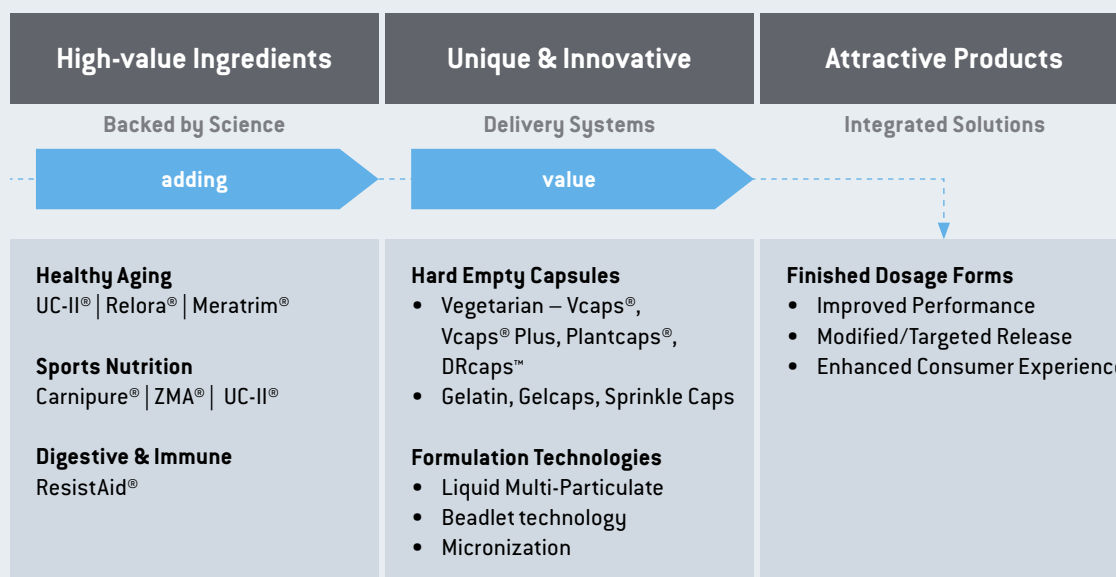 High-value Ingredients
Unique & Innovative
Attractive Products
Backed by Science
Delivery Systems
Integrated Solutions
adding
value
Healthy Aging
UC-II® | Relora® | Meratrim®
Sports Nutrition
Carnipure® | ZMA® | UC-II®
Digestive & Immune
ResistAid®
Hard Empty Capsules
• Vegetarian – Vcaps®,
Vcaps® Plus, Plantcaps®,
DRcaps™
• Gelatin, Gelcaps, Sprinkle Caps
Formulation Technologies
• Liquid Multi-Particulate
• Beadlet technology
• Micronization
Finished Dosage Forms
• Improved Performance
• Modified/Targeted Release
• Enhanced Consumer Experience